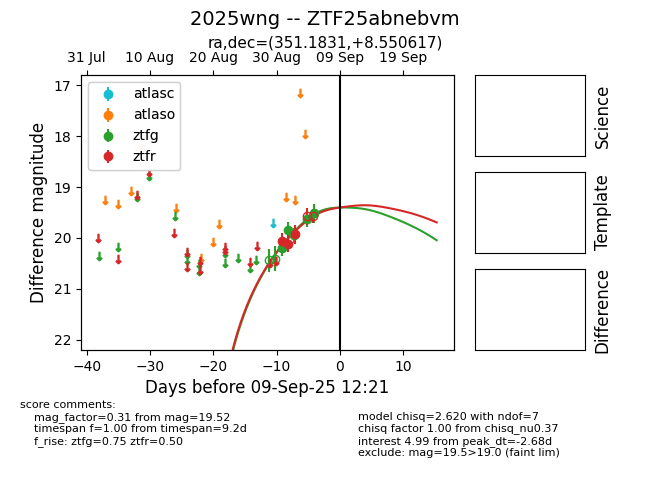 2025wng -- ZTF25abnebvm
ra,dec=(351.1831,+8.550617)
31 Jul 10 Aug 20 Aug 30 Aug 09 Sep 19 Sep
17
18
19
20
21
22
Difference magnitude
atlasc
atlaso
ztfg
ztfr
−40 −30 −20 −10 0 10
Days before 09-Sep-25 12:21
Science
Template
Difference
score comments:
mag_factor=0.31 from mag=19.52
timespan f=1.00 from timespan=9.2d
f_rise: ztfg=0.75 ztfr=0.50
model chisq=2.620 with ndof=7
chisq factor 1.00 from chisq_nu0.37
interest 4.99 from peak_dt=-2.68d
exclude: mag=19.5>19.0 (faint lim)